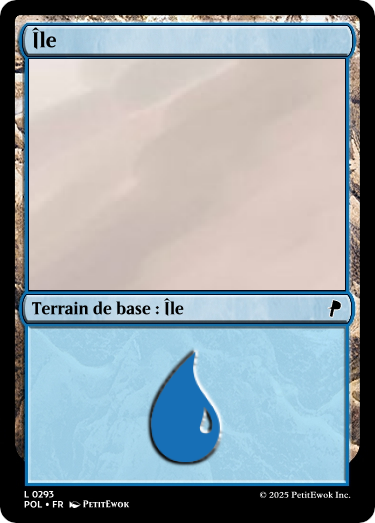 Île
Terrain de base : Île
L 0293
POL • FR PETITEWOK
© 2025 PetitEwok Inc.